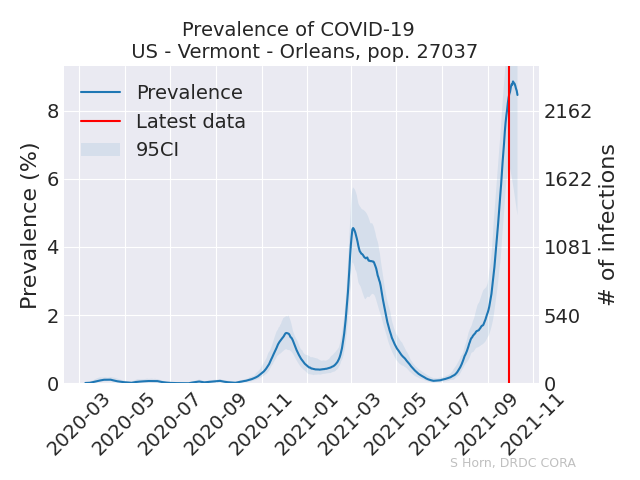 Prevalence of COVID-19
US - Vermont - Orleans, pop. 27037
Prevalence
Latest data
95CI
Prevalence (%)
8
6
4
2
0
2162
1622
1081
540
0
# of infections
2020-03
2020-05
2020-07
2020-09
2020-11
2021-01
2021-03
2021-05
2021-07
2021-09
2021-11
S Horn, DRDC CORA